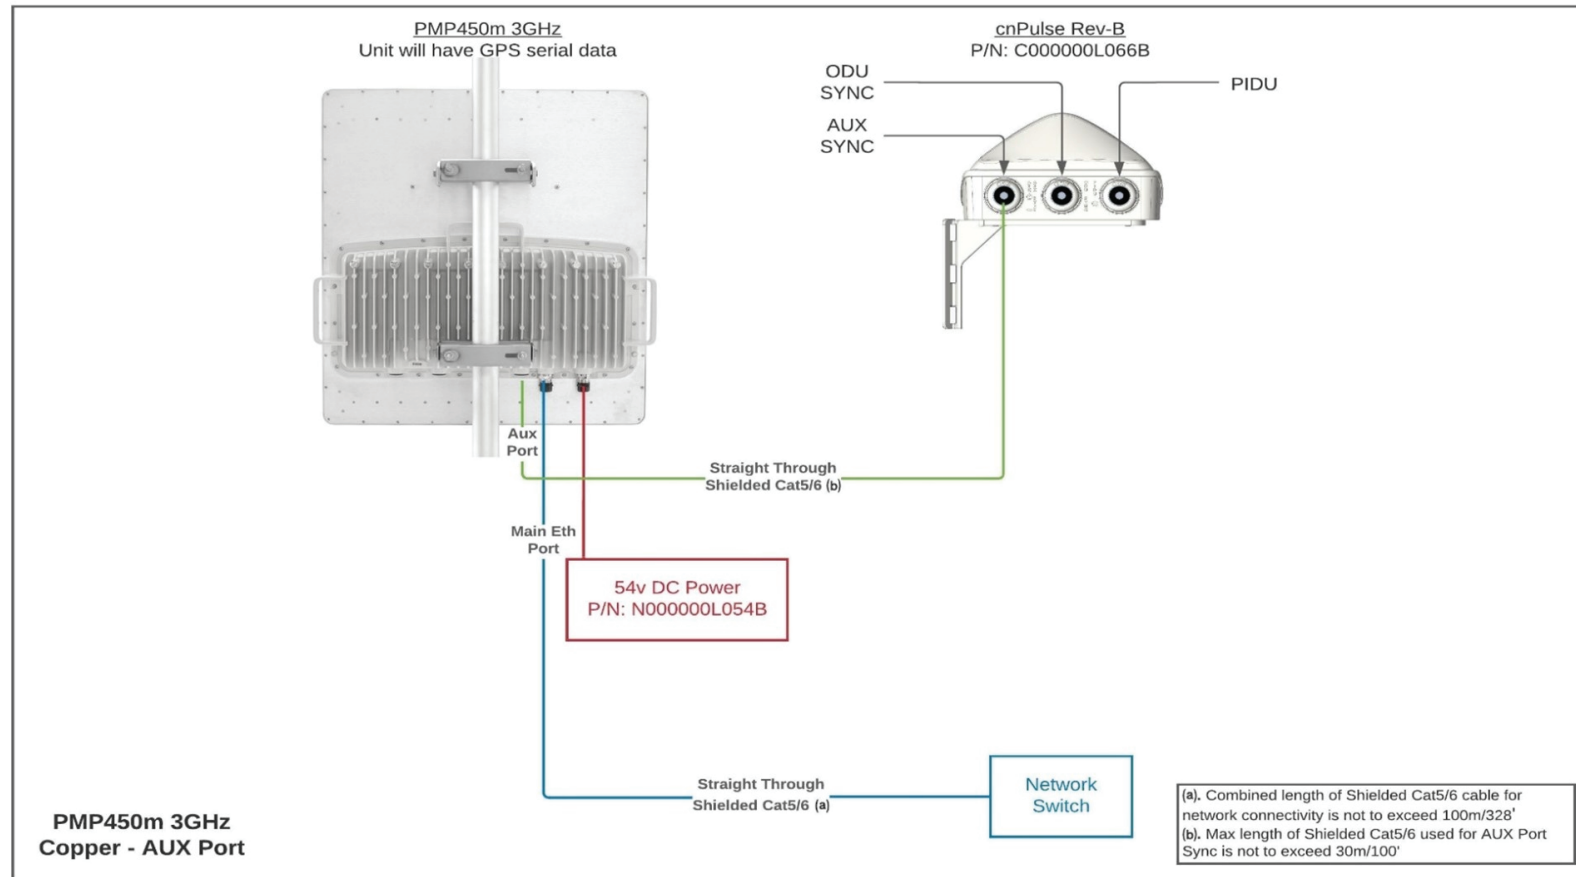 PMP450m 3GHz
Unit will have GPS serial data
cnPulse Rev-B
P/N: C000000L066B
ODU
SYNC
PIDU
AUX
SYNC
Aux
Port
Straight Through
Shielded Cat5/6 (b)
Main Eth
Port
54v DC Power
P/N: N000000L054B
Straight Through
Shielded Cat5/6 (a)
Network
Switch
(a). Combined length of Shielded Cat5/6 cable for
network connectivity is not to exceed 100m/328'
(b). Max length of Shielded Cat5/6 used for AUX Port
Sync is not to exceed 30m/100'
PMP450m 3GHz
Copper - AUX Port